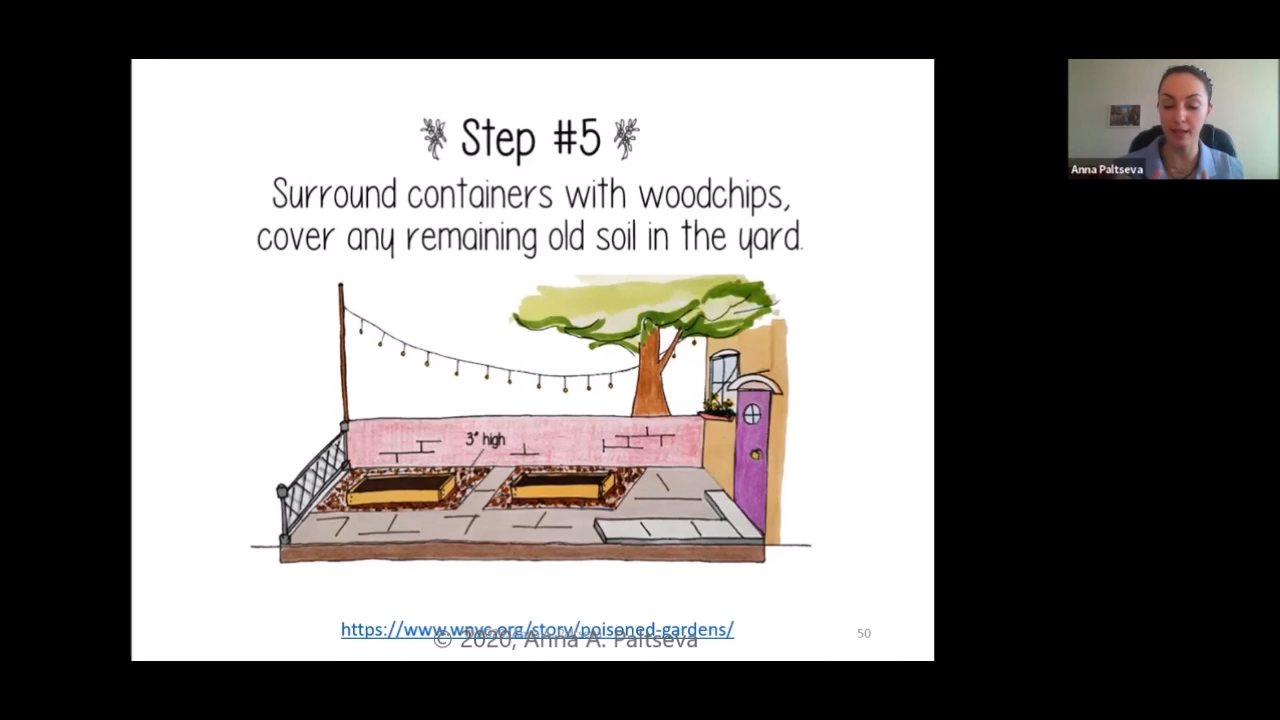 Step #5
Surround containers with woodchips,
cover any remaining old soil in the yard.
3" high
https://www.wnyc.org/story/poisoned-gardens/
© 2020, Anna A. Paltseva
50
Anna Paltseva